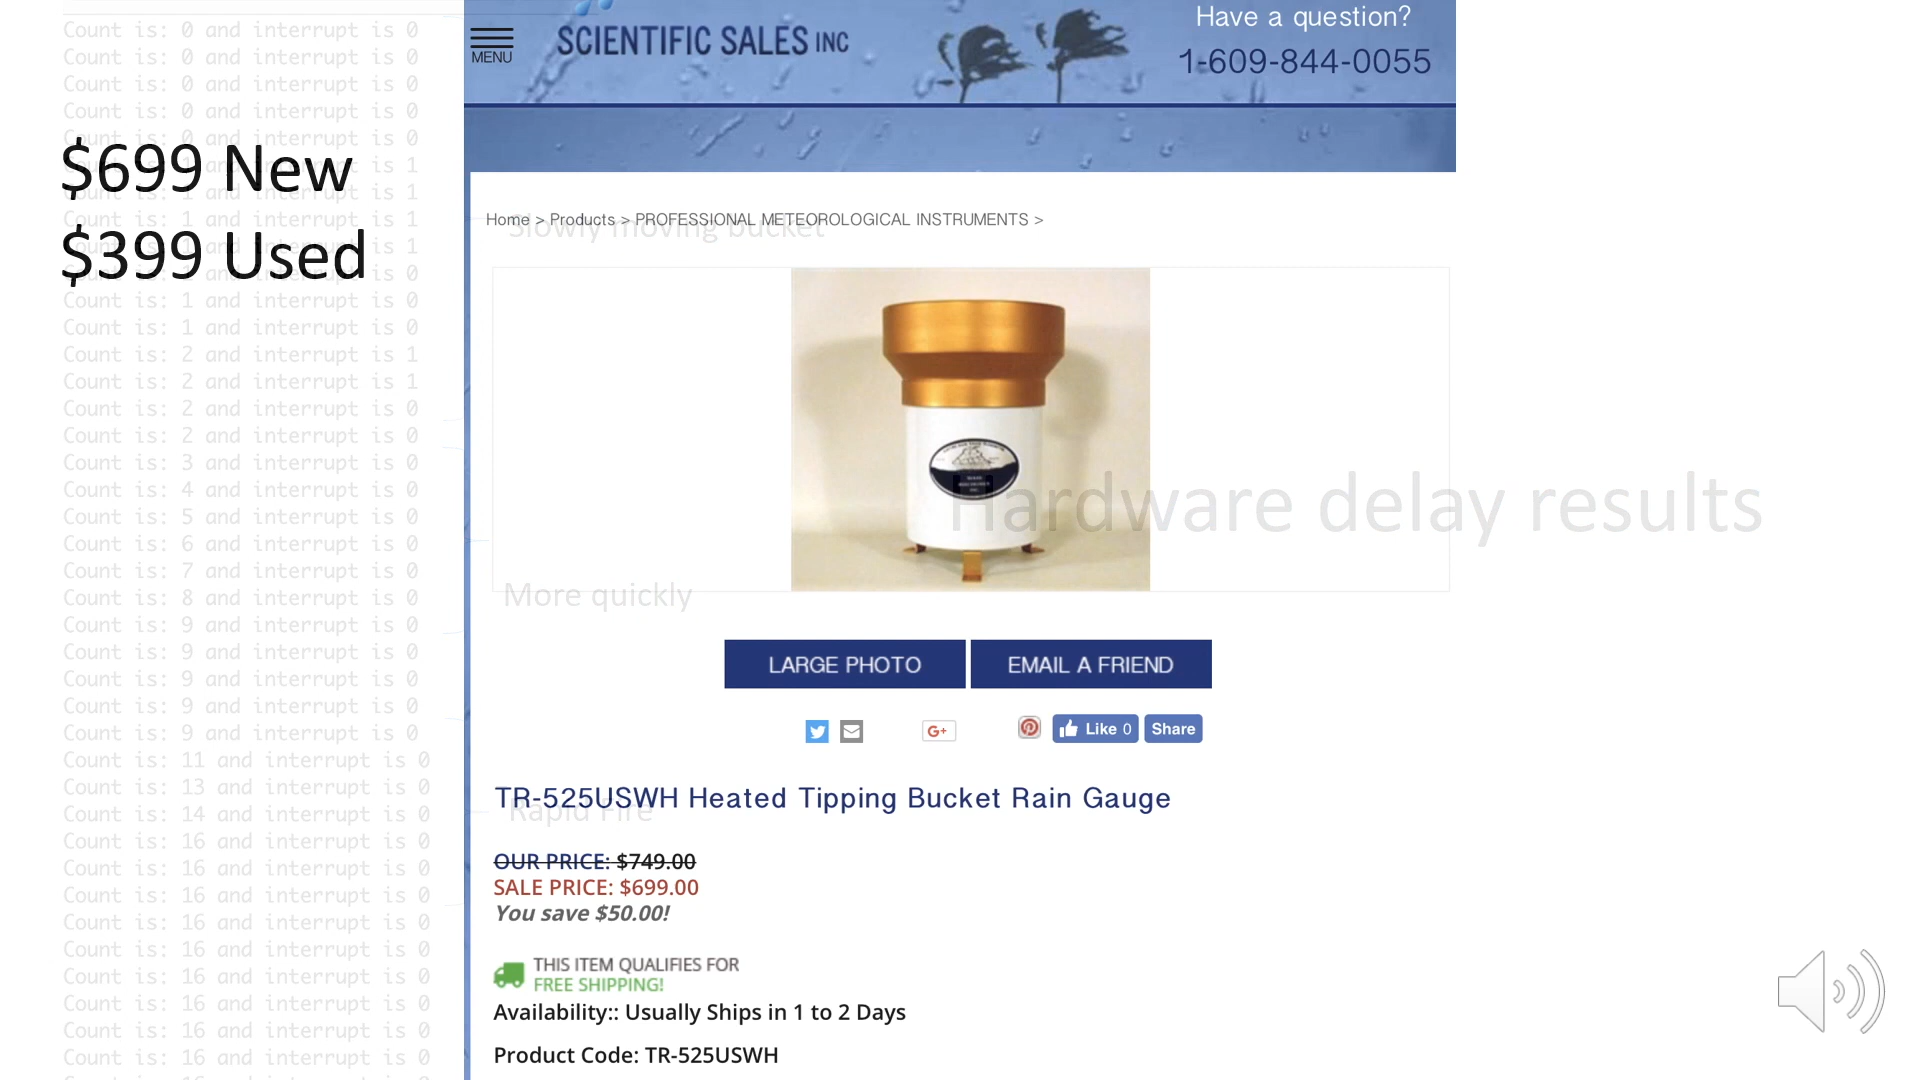 Count is: 0 and interrupt is 0
Count is: 0 and interrupt is 0
Count is: 0 and interrupt is 0
Count is: 0 and interrupt is 0
Count is: 0 and interrupt is 0
$699 New
$399 Used
Count is: 1 and interrupt is 0
Count is: 1 and interrupt is 0
Count is: 2 and interrupt is 1
Count is: 2 and interrupt is 1
Count is: 2 and interrupt is 0
Count is: 2 and interrupt is 0
Count is: 3 and interrupt is 0
Count is: 4 and interrupt is 0
Count is: 5 and interrupt is 0
Count is: 6 and interrupt is 0
Count is: 7 and interrupt is 0
Count is: 8 and interrupt is 0
Count is: 9 and interrupt is 0
Count is: 9 and interrupt is 0
Count is: 9 and interrupt is 0
Count is: 9 and interrupt is 0
Count is: 9 and interrupt is 0
Count is: 11 and interrupt is 0
Count is: 13 and interrupt is 0
Count is: 14 and interrupt is 0
Count is: 16 and interrupt is 0
Count is: 16 and interrupt is 0
Count is: 16 and interrupt is 0
Count is: 16 and interrupt is 0
Count is: 16 and interrupt is 0
Count is: 16 and interrupt is 0
Count is: 16 and interrupt is 0
Count is: 16 and interrupt is 0
Count is: 16 and interrupt is 0
MENU
SCIENTIFIC SALES INC
Have a question?
1-609-844-0055
Home > Products > PROFESSIONAL METEOROLOGICAL INSTRUMENTS >
Slowly moving bucket
Hardware delay results
More quickly
LARGE PHOTO
EMAIL A FRIEND
G+
Like 0
Share
TR-525USWH Heated Tipping Bucket Rain Gauge
Rapid Fire
OUR PRICE: $749.00
SALE PRICE: $699.00
You save $50.00!
THIS ITEM QUALIFIES FOR
FREE SHIPPING!
Availability:: Usually Ships in 1 to 2 Days
Product Code: TR-525USWH